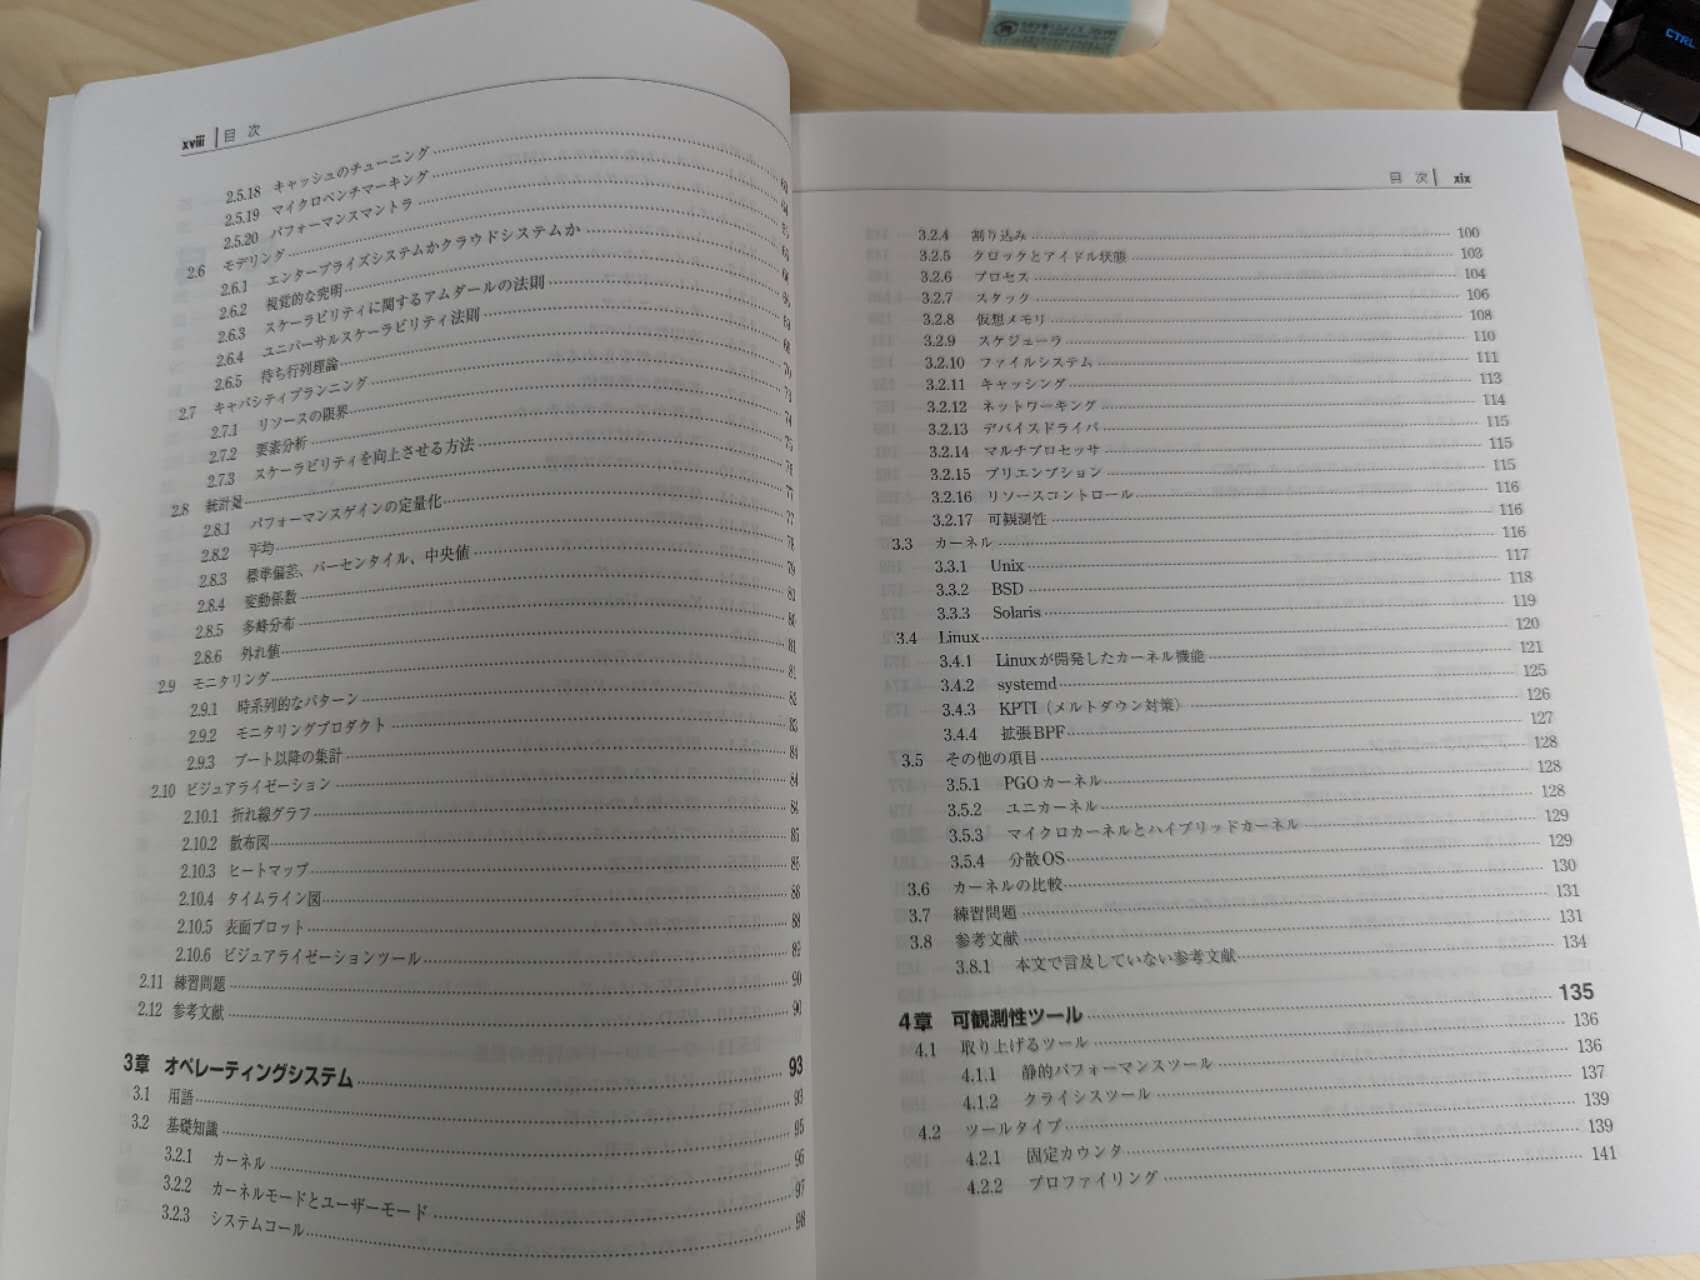 xviii 目 次
2.5.18 キャッシュのチューニング
2.5.19 マイクロベンチマーキング
2.5.20 パフォーマンスマントラ
2.6 モデリング
2.6.1 エンタープライズシステムかクラウドシステムか
2.6.2 視覚的な究明
2.6.3 スケーラビリティに関するアムダールの法則
2.6.4 ユニバーサルスケーラビリティ法則
2.6.5 待ち行列理論
2.7 キャパシティプランニング
2.7.1 リソースの限界
2.7.2 要素分析
2.7.3 スケーラビリティを向上させる方法
2.8 統計量
2.8.1 パフォーマンスゲインの定量化
2.8.2 平均
2.8.3 標準偏差、パーセンタイル、中央値
2.8.4 変動係数
2.8.5 多峰分布
2.8.6 外れ値
2.9 モニタリング
2.9.1 時系列的なパターン
2.9.2 モニタリングプロダクト
2.9.3 ブート以降の集計
2.10 ビジュアライゼーション
2.10.1 折れ線グラフ
2.10.2 散布図
2.10.3 ヒートマップ
2.10.4 タイムライン図
2.10.5 表面プロット
2.10.6 ビジュアライゼーションツール
2.11 練習問題 90
2.12 参考文献
3章 オペレーティングシステム 93
3.1 用語 93
3.2 基礎知識 95
3.2.1 カーネル 96
3.2.2 カーネルモードとユーザーモード 97
3.2.3 システムコール 98
目 次 xix
3.2.4 割り込み 100
3.2.5 クロックとアイドル状態 103
3.2.6 プロセス 104
3.2.7 スタック 106
3.2.8 仮想メモリ 108
3.2.9 スケジューラ 110
3.2.10 ファイルシステム 111
3.2.11 キャッシング 113
3.2.12 ネットワーキング 114
3.2.13 デバイスドライバ 115
3.2.14 マルチプロセッサ 115
3.2.15 プリエンプション 115
3.2.16 リソースコントロール 116
3.2.17 可観測性 116
3.3 カーネル 116
3.3.1 Unix 117
3.3.2 BSD 118
3.3.3 Solaris 119
3.4 Linux 120
3.4.1 Linuxが開発したカーネル機能 121
3.4.2 systemd 125
3.4.3 KPTI（メルトダウン対策） 126
3.4.4 拡張BPF 127
3.5 その他の項目 128
3.5.1 PGOカーネル 128
3.5.2 ユニカーネル 128
3.5.3 マイクロカーネルとハイブリッドカーネル 129
3.5.4 分散OS 129
3.6 カーネルの比較 130
3.7 練習問題 131
3.8 参考文献 131
3.8.1 本文で言及していない参考文献 134
4章 可観測性ツール 135
4.1 取り上げるツール 136
4.1.1 静的パフォーマンスツール 136
4.1.2 クライシスツール 137
4.2 ツールタイプ 139
4.2.1 固定カウンタ 139
4.2.2 プロファイリング 141
CTRL